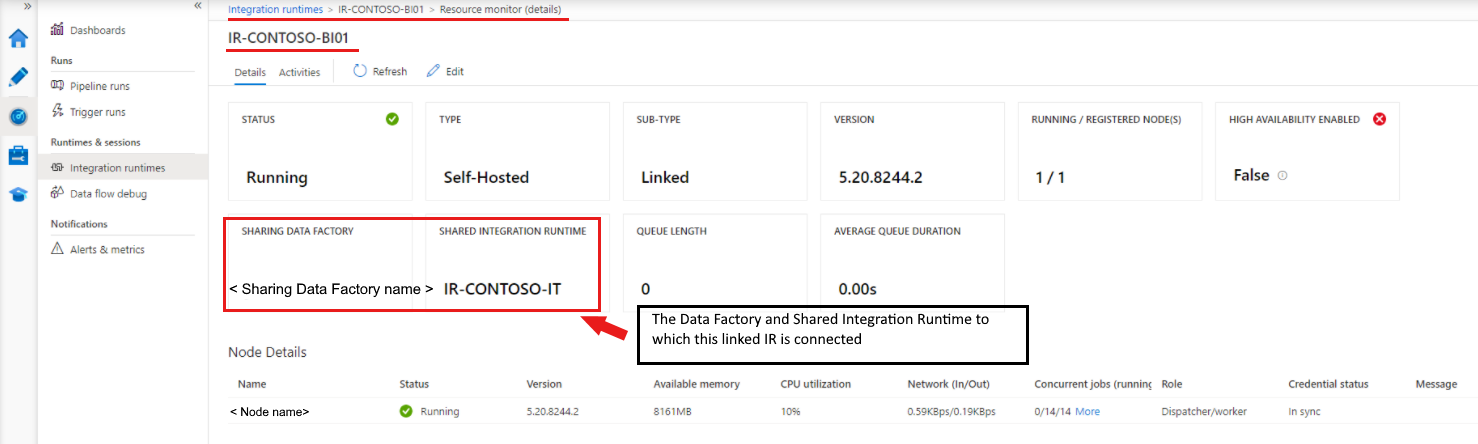 »
«
Dashboards
Runs
Pipeline runs
Trigger runs
Runtimes & sessions
Integration runtimes
Data flow debug
Notifications
Alerts & metrics
Integration runtimes > IR-CONTOSO-BI01 > Resource monitor (details)
IR-CONTOSO-BI01
Details Activities Refresh Edit
STATUS
Running
TYPE
Self-Hosted
SUB-TYPE
Linked
VERSION
5.20.8244.2
RUNNING / REGISTERED NODE(S)
1 / 1
HIGH AVAILABILITY ENABLED
False
SHARING DATA FACTORY
< Sharing Data Factory name >
SHARED INTEGRATION RUNTIME
IR-CONTOSO-IT
QUEUE LENGTH
0
AVERAGE QUEUE DURATION
0.00s
The Data Factory and Shared Integration Runtime to
which this linked IR is connected
Node Details
Name Status Version Available memory CPU utilization Network (In/Out) Concurrent jobs (running Role Credential status Message
< Node name> Running 5.20.8244.2 8161MB 10% 0.59KBps/0.19KBps 0/14/14 More Dispatcher/worker In sync